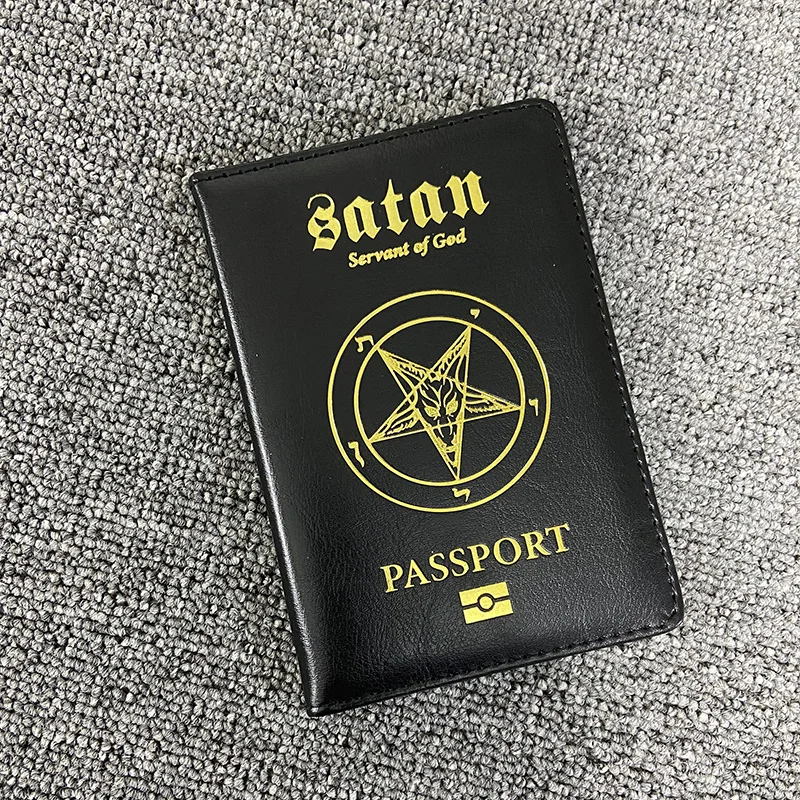 Satan
Servant of God
ת
י
ו
ן
ל
PASSPORT